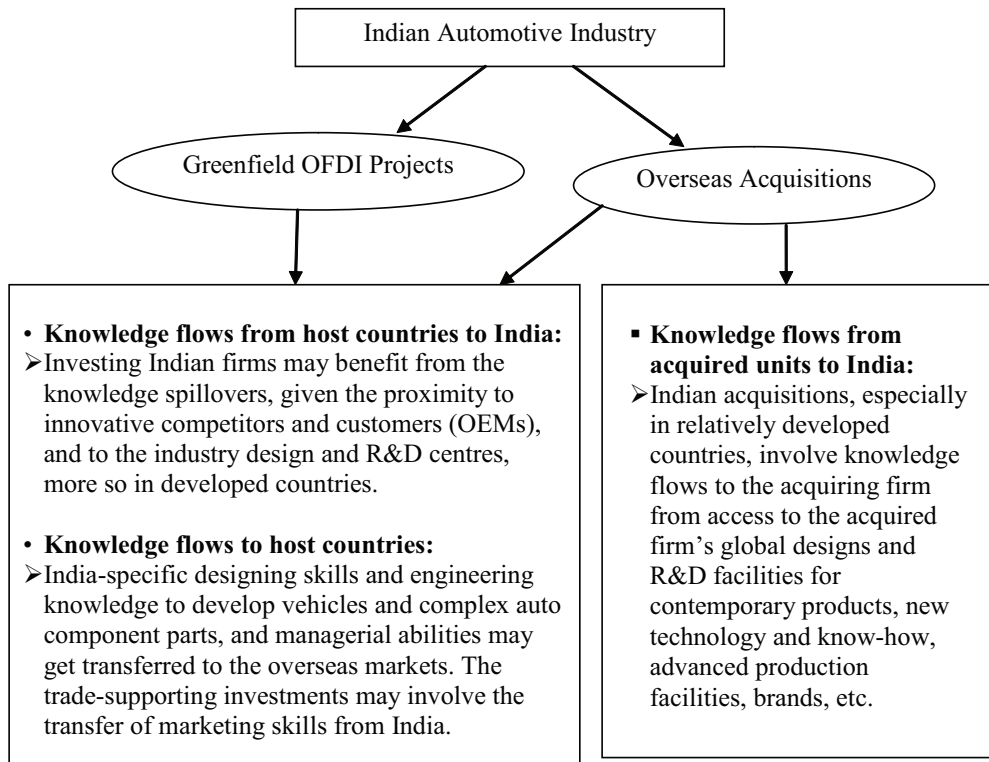 Indian Automotive Industry
Greenfield OFDI Projects
Overseas Acquisitions
• Knowledge flows from host countries to India:
➢Investing Indian firms may benefit from the
knowledge spillovers, given the proximity to
innovative competitors and customers (OEMs),
and to the industry design and R&D centres,
more so in developed countries.
• Knowledge flows to host countries:
➢India-specific designing skills and engineering
knowledge to develop vehicles and complex auto
component parts, and managerial abilities may
get transferred to the overseas markets. The
trade-supporting investments may involve the
transfer of marketing skills from India.
▪ Knowledge flows from
acquired units to India:
➢Indian acquisitions, especially
in relatively developed
countries, involve knowledge
flows to the acquiring firm
from access to the acquired
firm’s global designs and
R&D facilities for
contemporary products, new
technology and know-how,
advanced production
facilities, brands, etc.